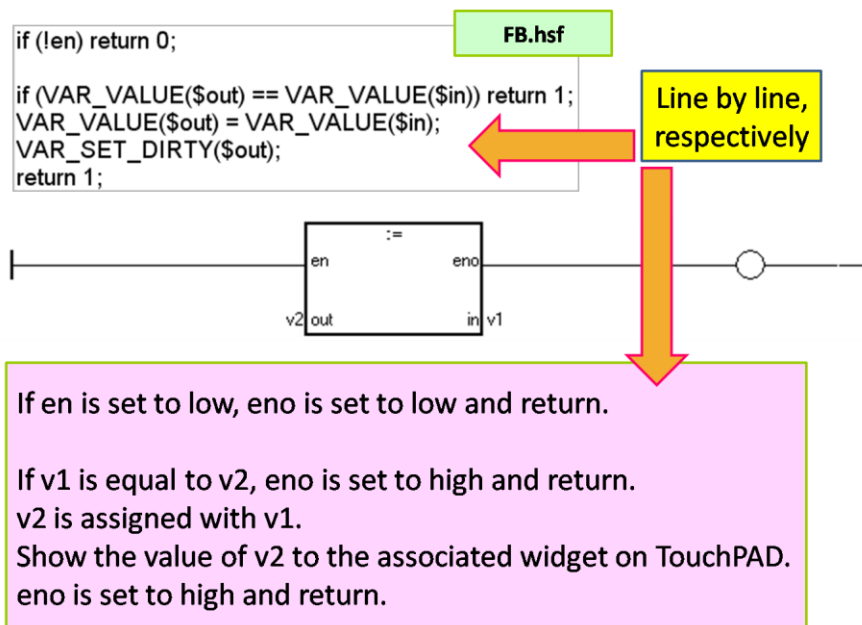 FB.hsf
if (!en) return 0;
if (VAR_VALUE($out) == VAR_VALUE($in)) return 1;
VAR_VALUE($out) = VAR_VALUE($in);
VAR_SET_DIRTY($out);
return 1;
Line by line,
respectively
:=
en eno
v2 out in v1
If en is set to low, eno is set to low and return.
If v1 is equal to v2, eno is set to high and return.
v2 is assigned with v1.
Show the value of v2 to the associated widget on TouchPAD.
eno is set to high and return.